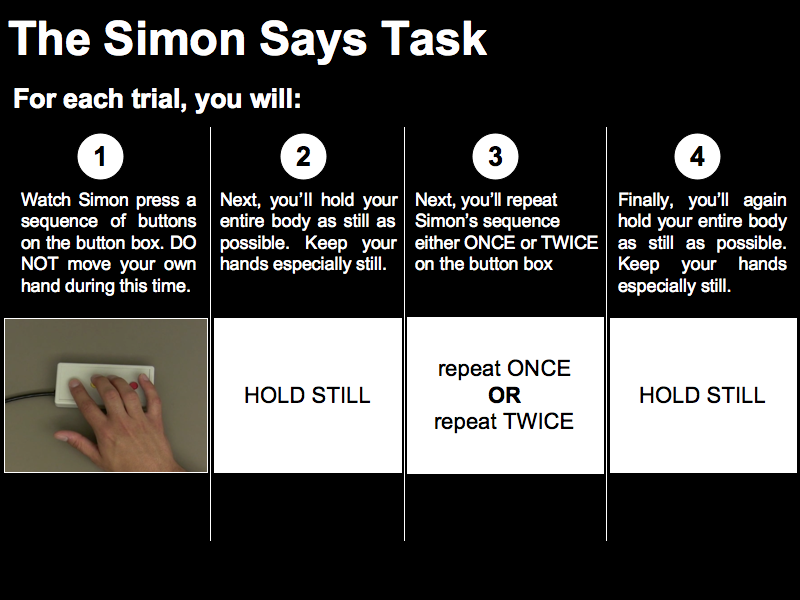 The Simon Says Task
For each trial, you will:
1
Watch Simon press a
sequence of buttons
on the button box. DO
NOT move your own
hand during this time.
2
Next, you'll hold your
entire body as still as
possible. Keep your
hands especially still.
3
Next, you'll repeat
Simon's sequence
either ONCE or TWICE
on the button box
4
Finally, you'll again
hold your entire body
as still as possible.
Keep your hands
especially still.
HOLD STILL
repeat ONCE
OR
repeat TWICE
HOLD STILL